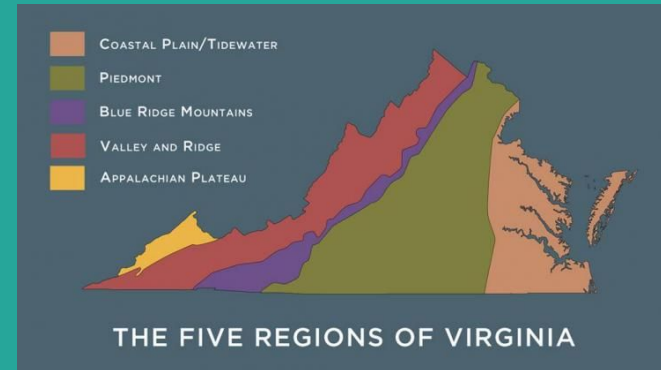 COASTAL PLAIN/TIDEWATER
PIEDMONT
BLUE RIDGE MOUNTAINS
VALLEY AND RIDGE
APPALACHIAN PLATEAU
THE FIVE REGIONS OF VIRGINIA